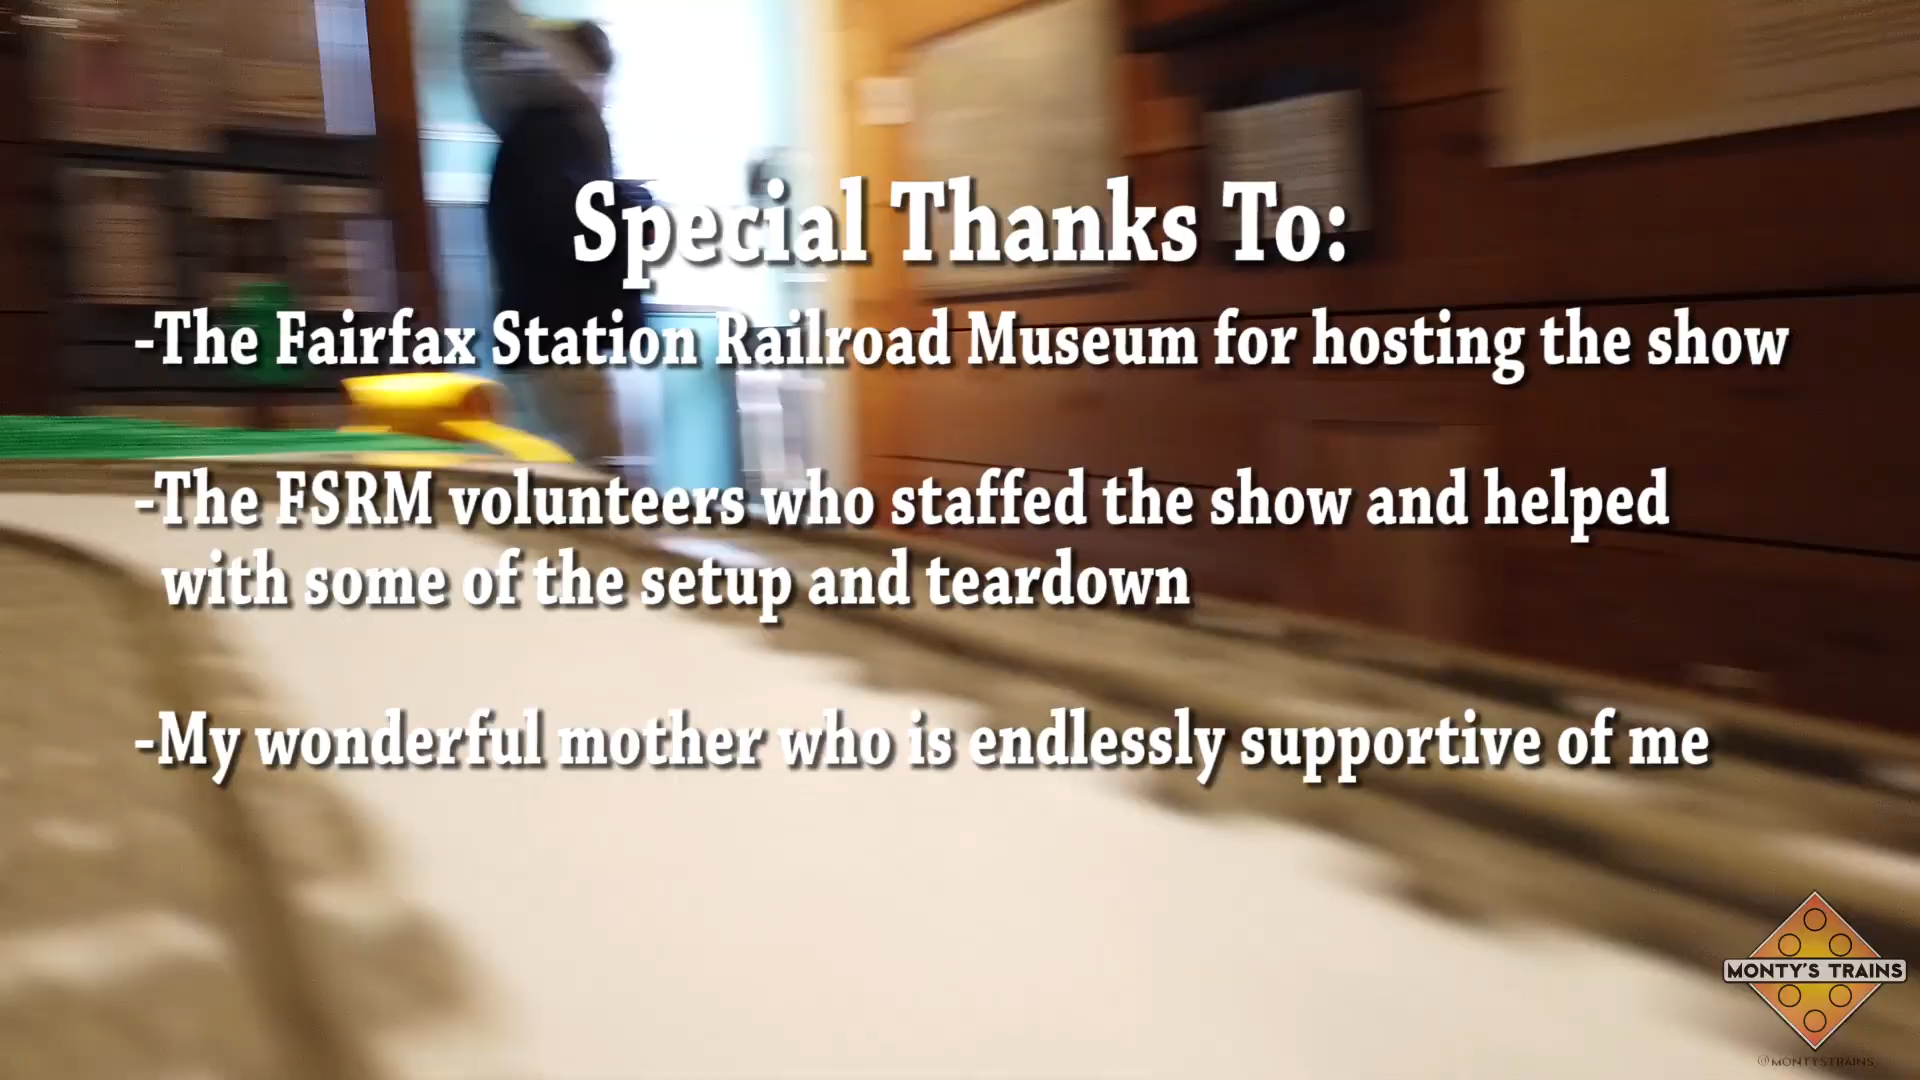 Special Thanks To:
-The Fairfax Station Railroad Museum for hosting the show
-The FSRM volunteers who staffed the show and helped
with some of the setup and teardown
-My wonderful mother who is endlessly supportive of me
MONTY'S TRAINS
@MONTYSTRAINS